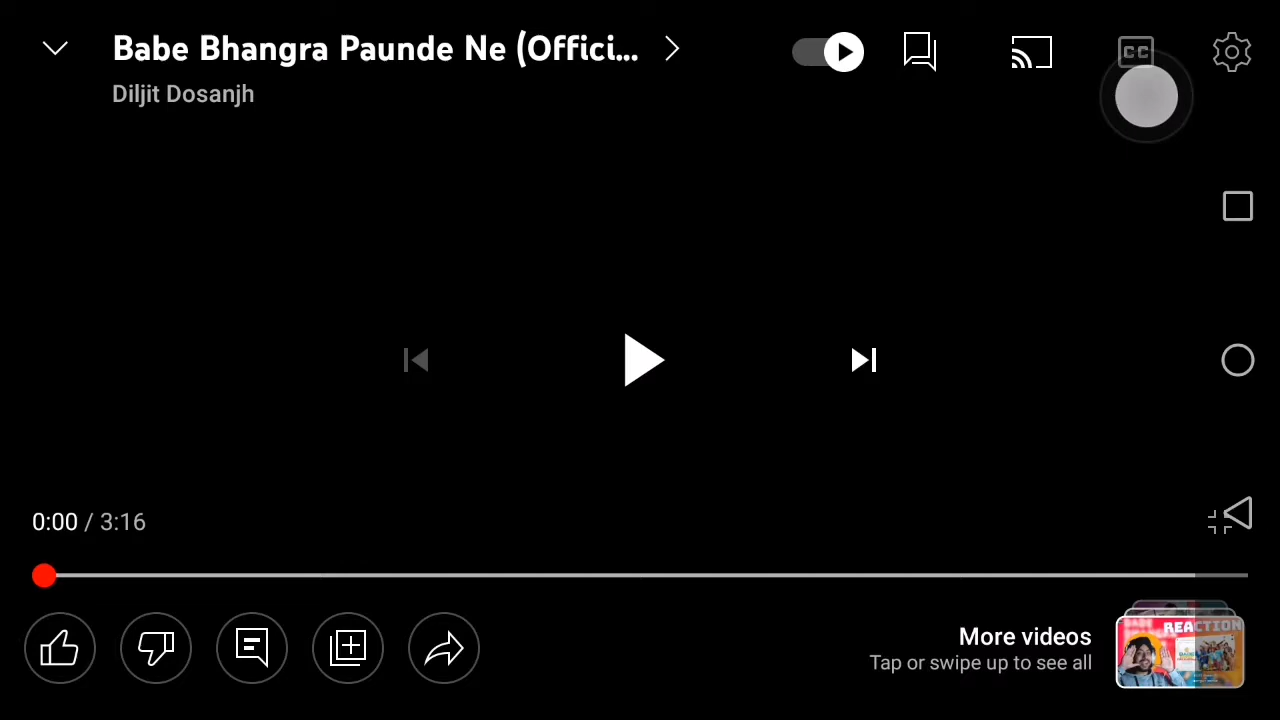 Babe Bhangra Paunde Ne (Offici...
Diljit Dosanjh
CC
0:00 / 3:16
More videos
Tap or swipe up to see all
REACTION